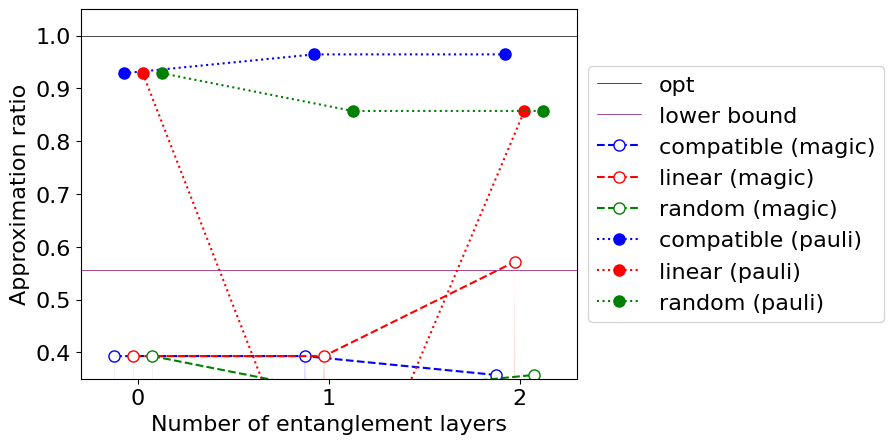 1.0
0.9
0.8
0.7
0.6
0.5
0.4
Approximation ratio
0 1 2
Number of entanglement layers
opt
lower bound
compatible (magic)
linear (magic)
random (magic)
compatible (pauli)
linear (pauli)
random (pauli)